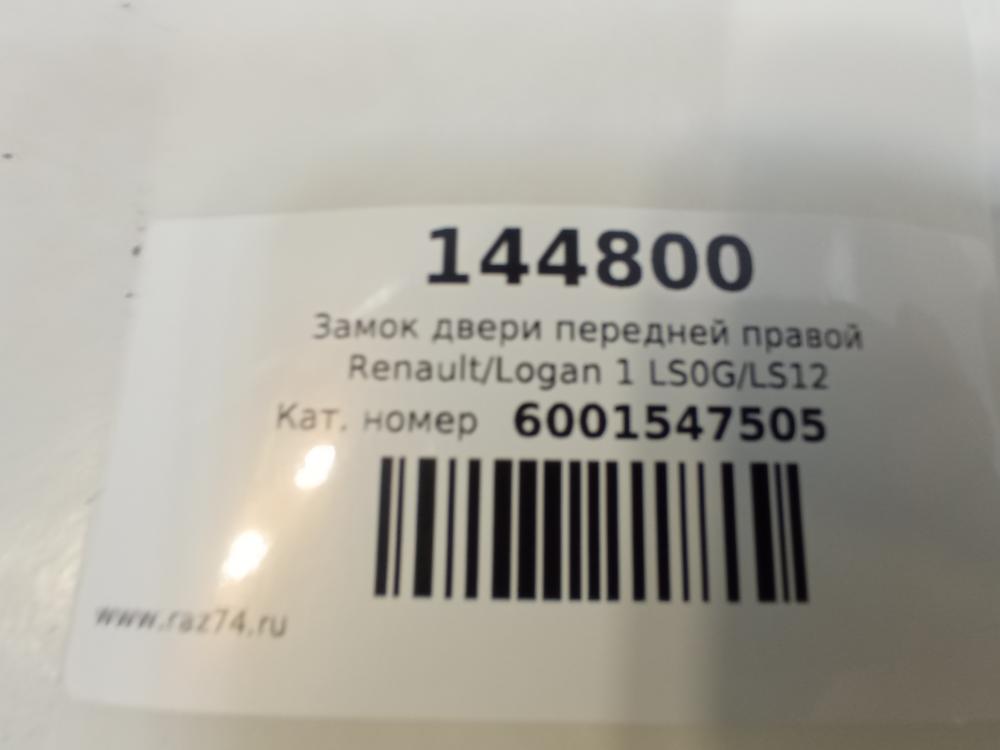 144800
Замок двери передней правой
Renault/Logan 1 LS0G/LS12
Кат. номер 6001547505
www.raz74.ru